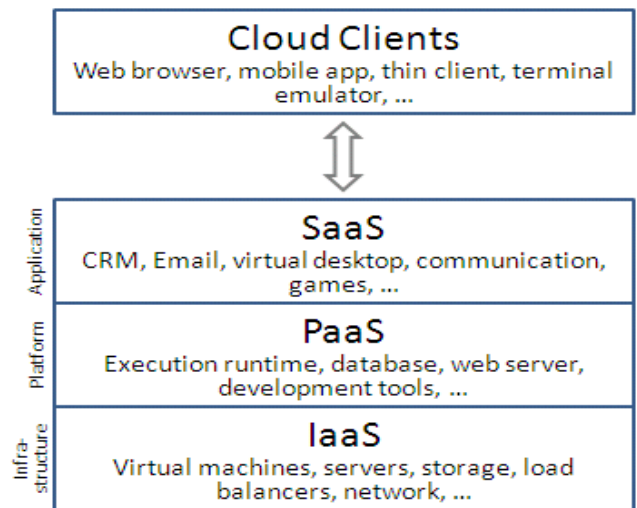 Cloud Clients
Web browser, mobile app, thin client, terminal
emulator, ...
Application
SaaS
CRM, Email, virtual desktop, communication,
games, ...
Platform
PaaS
Execution runtime, database, web server,
development tools, ...
Infra-
structure
IaaS
Virtual machines, servers, storage, load
balancers, network, ...